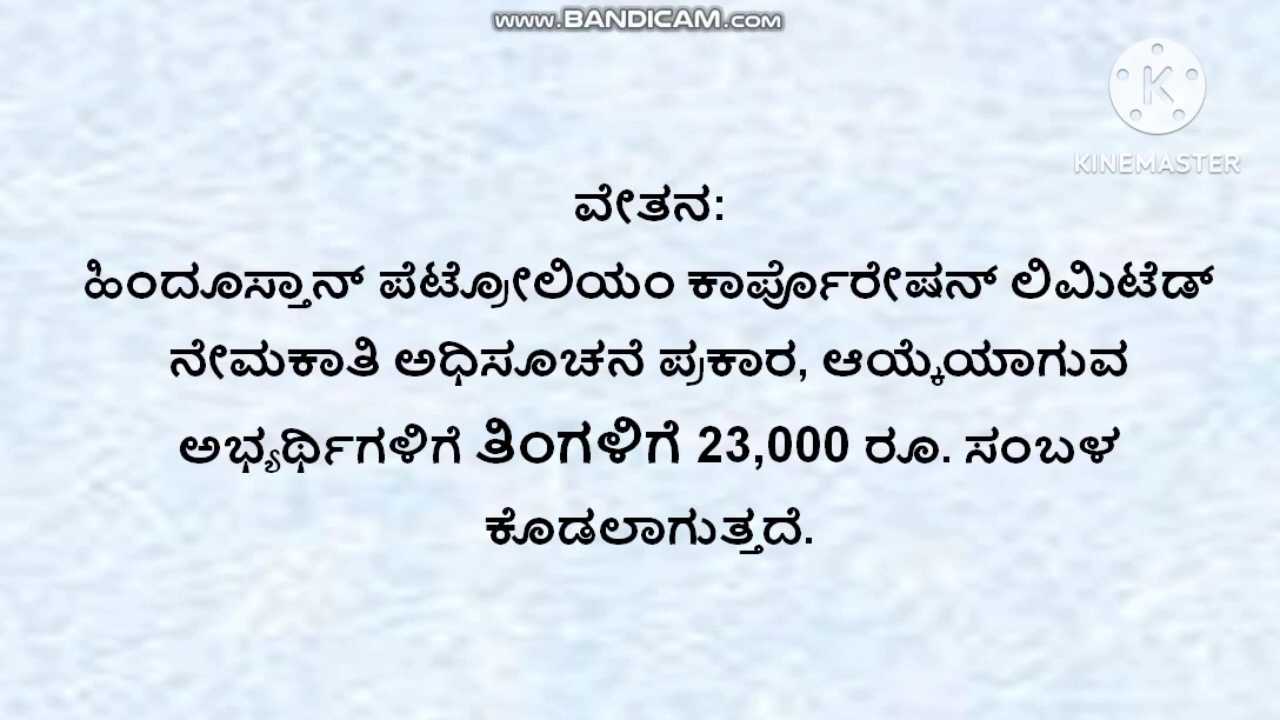 www.BANDICAM.com
KINEMASTER
ವೇತನ:
ಹಿಂದೂಸ್ತಾನ್ ಪೆಟ್ರೋಲಿಯಂ ಕಾರ್ಪೊರೇಷನ್ ಲಿಮಿಟೆಡ್
ನೇಮಕಾತಿ ಅಧಿಸೂಚನೆ ಪ್ರಕಾರ, ಆಯ್ಕೆಯಾಗುವ
ಅಭ್ಯರ್ಥಿಗಳಿಗೆ ತಿಂಗಳಿಗೆ 23,000 ರೂ. ಸಂಬಳ
ಕೊಡಲಾಗುತ್ತದೆ.